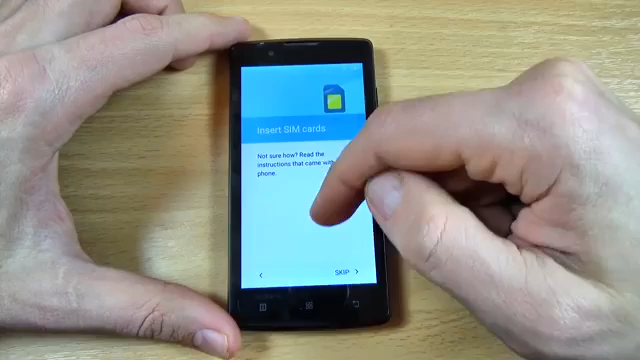 Insert SIM cards
Not sure how? Read the
instructions that came with
phone.
SKIP